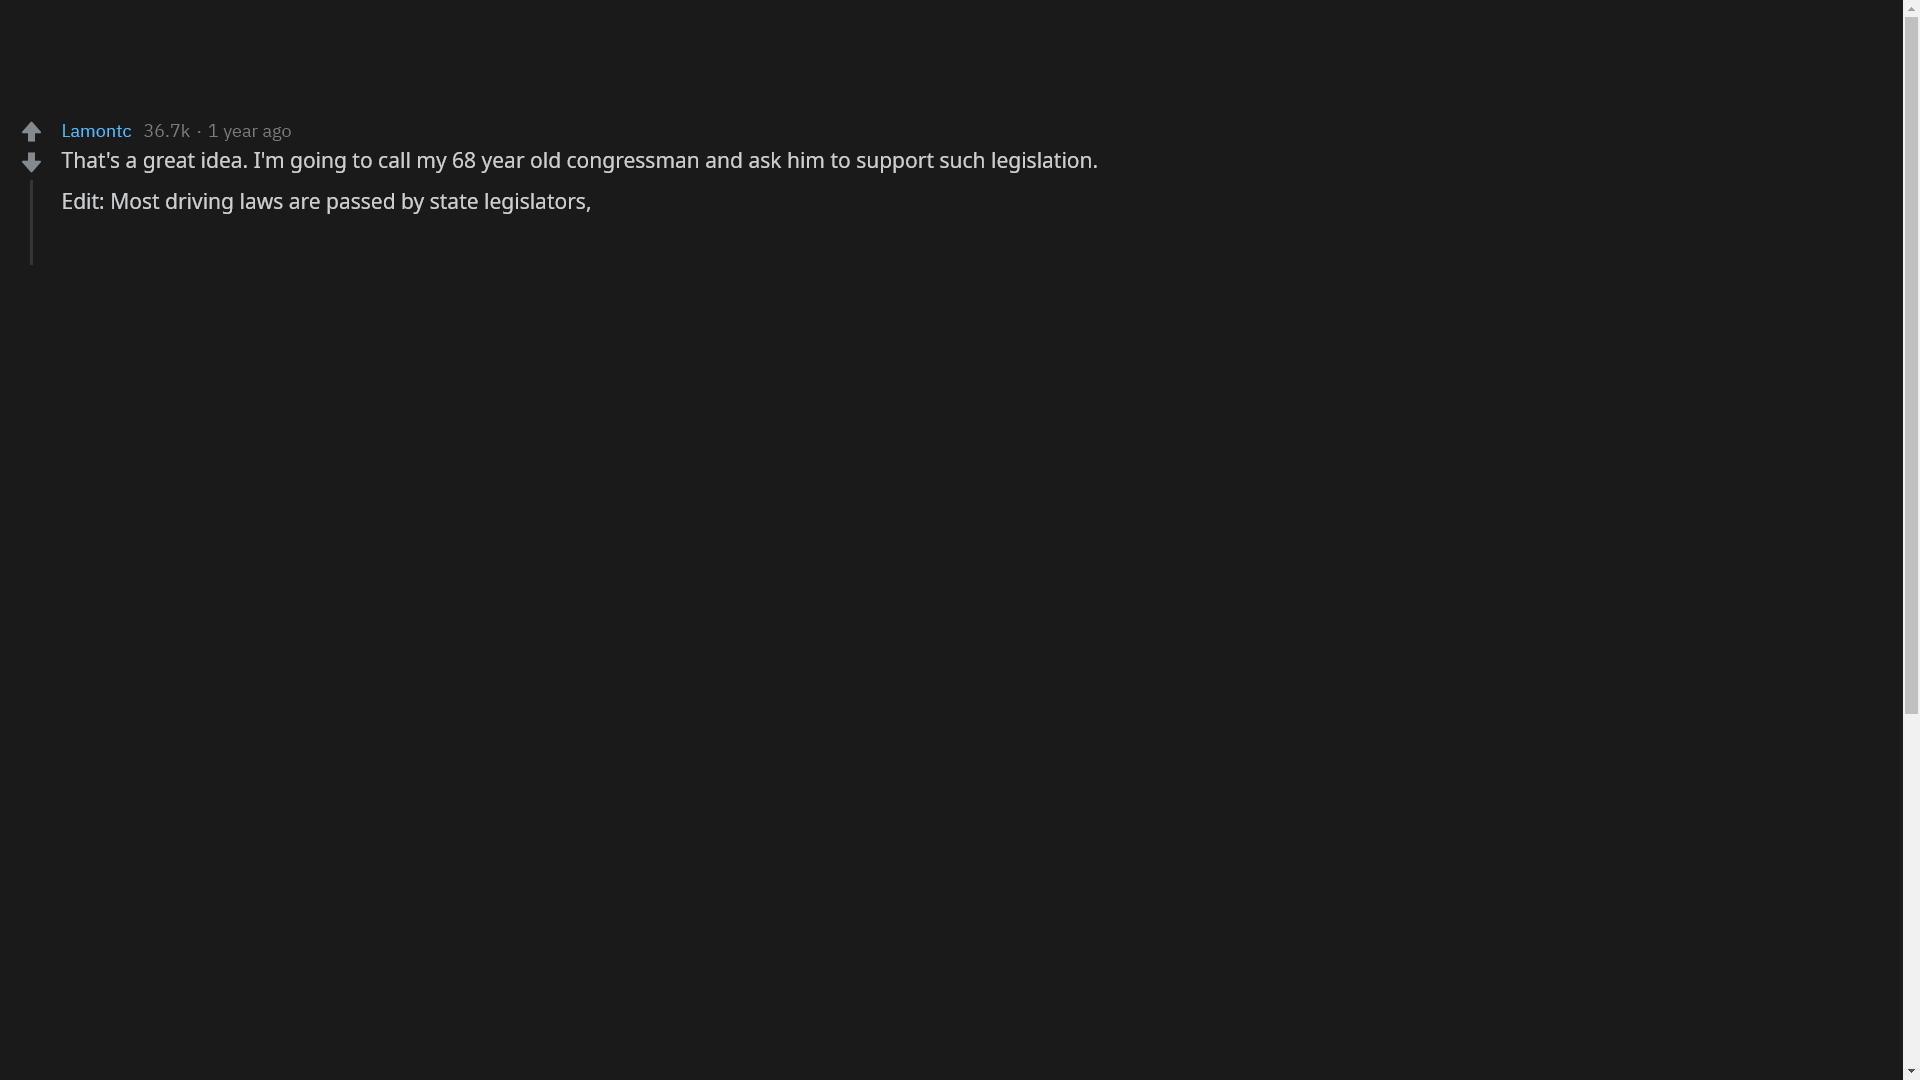 Lamontc 36.7k · 1 year ago
That's a great idea. I'm going to call my 68 year old congressman and ask him to support such legislation.
Edit: Most driving laws are passed by state legislators,